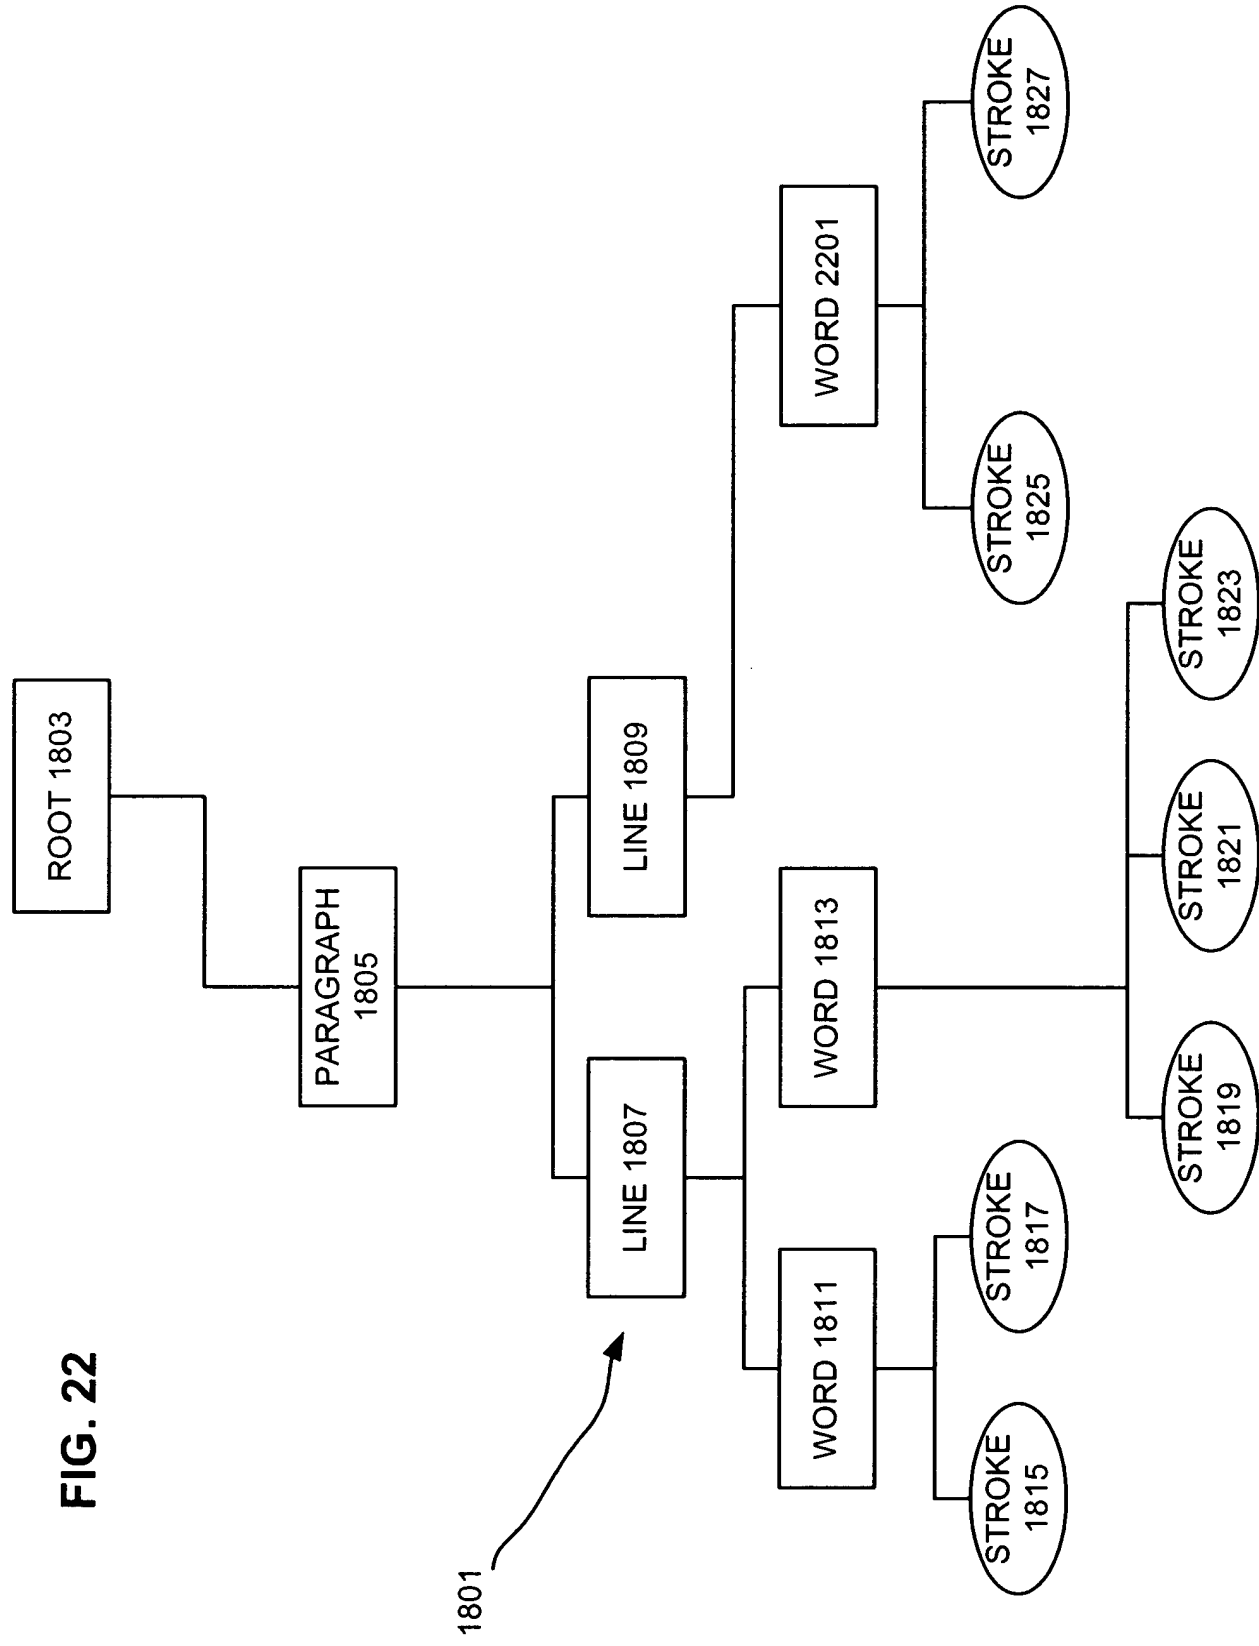 FIG. 22
1801
ROOT 1803
PARAGRAPH
1805
LINE 1807
LINE 1809
WORD 1811
WORD 1813
WORD 2201
STROKE
1815
STROKE
1817
STROKE
1825
STROKE
1827
STROKE
1819
STROKE
1821
STROKE
1823